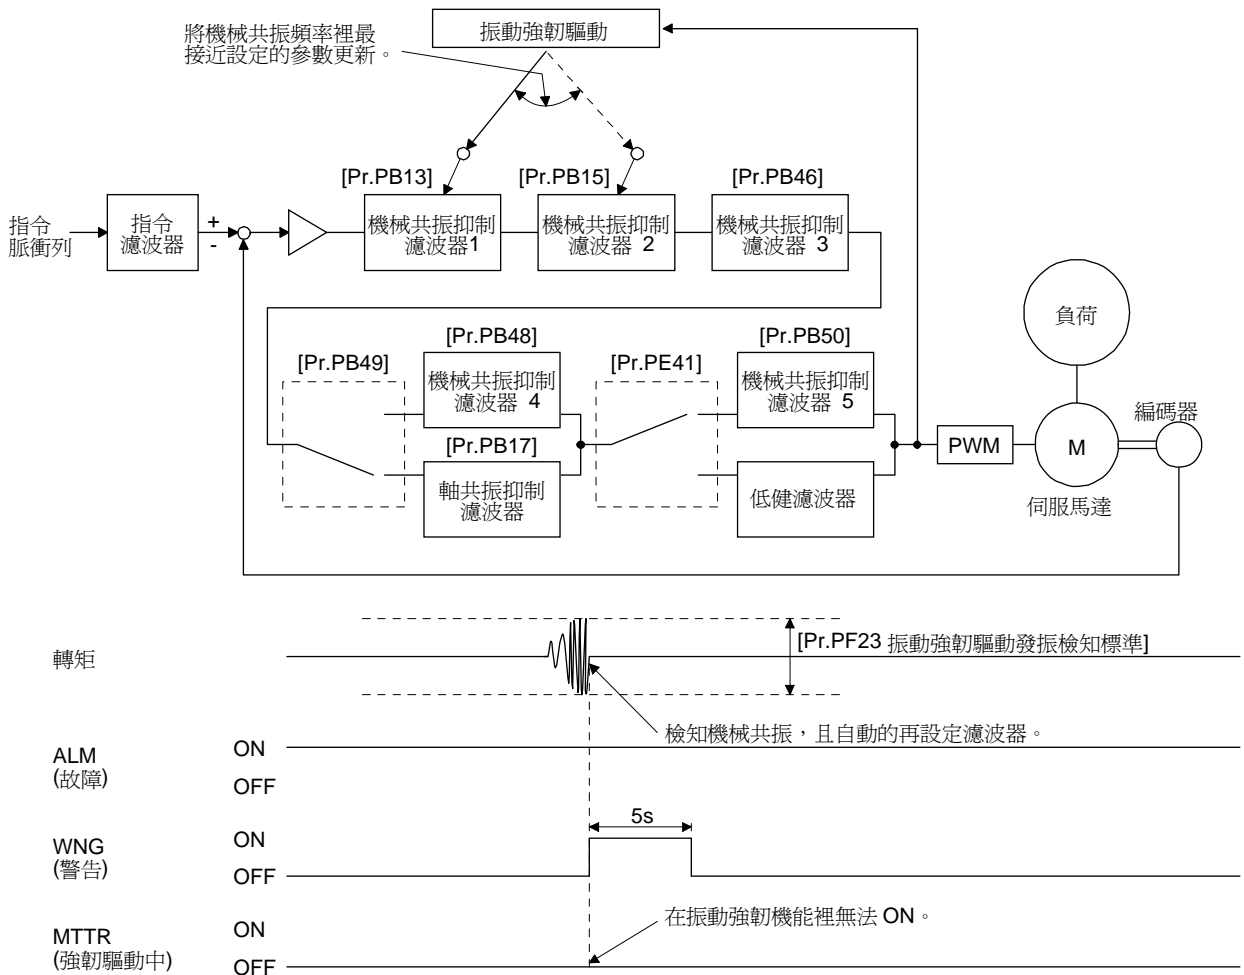 將機械共振頻率裡最
接近設定的參數更新。
振動強韌驅動
[Pr.PB13]
[Pr.PB15]
[Pr.PB46]
指令
脈衝列
指令
濾波器
+
-
機械共振抑制
濾波器1
機械共振抑制
濾波器 2
機械共振抑制
濾波器 3
負荷
[Pr.PB49]
[Pr.PB48]
機械共振抑制
濾波器 4
[Pr.PE41]
[Pr.PB50]
機械共振抑制
濾波器 5
[Pr.PB17]
軸共振抑制
濾波器
低健濾波器
PWM
M
編碼器
伺服馬達
轉矩
[Pr.PF23 振動強韌驅動發振檢知標準]
檢知機械共振，且自動的再設定濾波器。
ALM
(故障)
ON
OFF
5s
WNG
(警告)
ON
OFF
在振動強韌機能裡無法 ON。
MTTR
(強韌驅動中)
ON
OFF